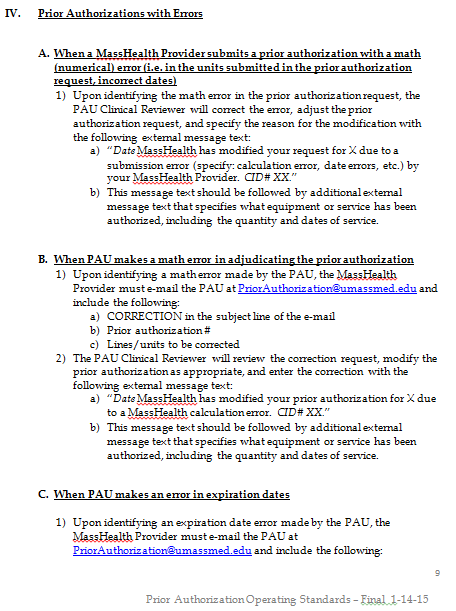 IV. Prior Authorizations with Errors
A. When a MassHealth Provider submits a prior authorization with a math
(numerical) error (i.e. in the units submitted in the prior authorization
request, incorrect dates)
1) Upon identifying the math error in the prior authorization request, the
PAU Clinical Reviewer will correct the error, adjust the prior
authorization request, and specify the reason for the modification with
the following external message text:
a) "Date MassHealth has modified your request for X due to a
submission error (specify: calculation error, date errors, etc.) by
your MassHealth Provider. CID# XX."
b) This message text should be followed by additional external
message text that specifies what equipment or service has been
authorized, including the quantity and dates of service.
B. When PAU makes a math error in adjudicating the prior authorization
1) Upon identifying a math error made by the PAU, the MassHealth
Provider must e-mail the PAU at PriorAuthorization@umassmed.edu and
include the following:
a) CORRECTION in the subject line of the e-mail
b) Prior authorization #
c) Lines/units to be corrected
2) The PAU Clinical Reviewer will review the correction request, modify the
prior authorization as appropriate, and enter the correction with the
following external message text:
a) "Date MassHealth has modified your prior authorization for X due
to a MassHealth calculation error. CID# XX."
b) This message text should be followed by additional external
message text that specifies what equipment or service has been
authorized, including the quantity and dates of service.
C. When PAU makes an error in expiration dates
1) Upon identifying an expiration date error made by the PAU, the
MassHealth Provider must e-mail the PAU at
PriorAuthorization@umassmed.edu and include the following:
9
Prior Authorization Operating Standards – Final 1-14-15